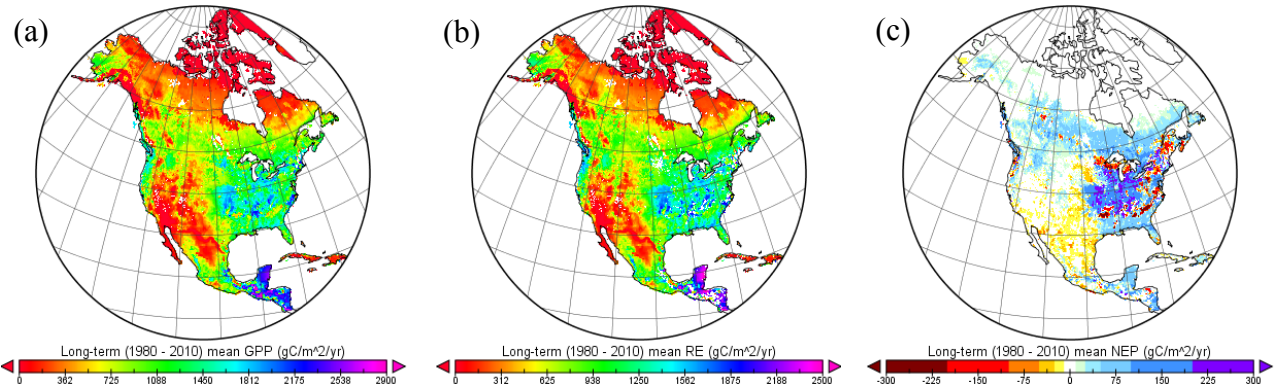 (a)
(b)
(c)
Long-term (1980 - 2010) mean GPP (gC/m^2/yr)
0 362 725 1088 1450 1812 2175 2538 2900
Long-term (1980 - 2010) mean RE (gC/m^2/yr)
0 312 625 938 1250 1562 1875 2188 2500
Long-term (1980 - 2010) mean NEP (gC/m^2/yr)
-300 -225 -150 -75 0 75 150 225 300